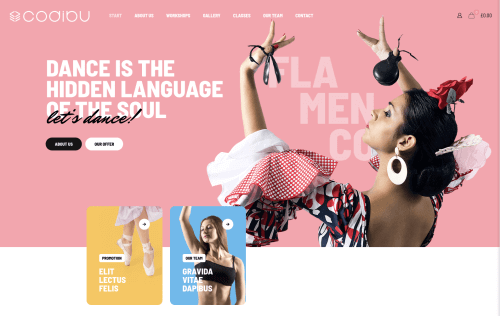 codibu
START ABOUT US WORKSHOPS GALLERY CLASSES OUR TEAM CONTACT
£0.00
DANCE IS THE
HIDDEN LANGUAGE
OF THE SOUL
let's dance!
ABOUT US OUR OFFER
FLA
MEN
CO
PROMOTION
ELIT
LECTUS
FELIS
OUR TEAM
GRAVIDA
VITAE
DAPIBUS